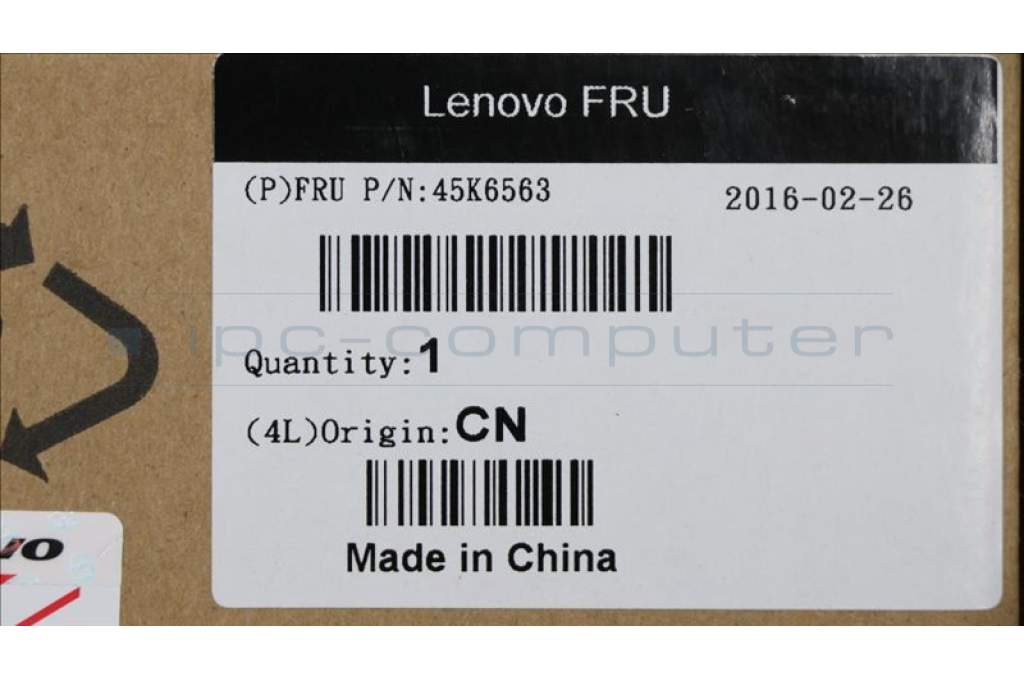 Lenovo FRU
(P)FRU P/N:45K6563
2016-02-26
ipc-computer
Quantity:1
(4L)Origin:CN
Made in China